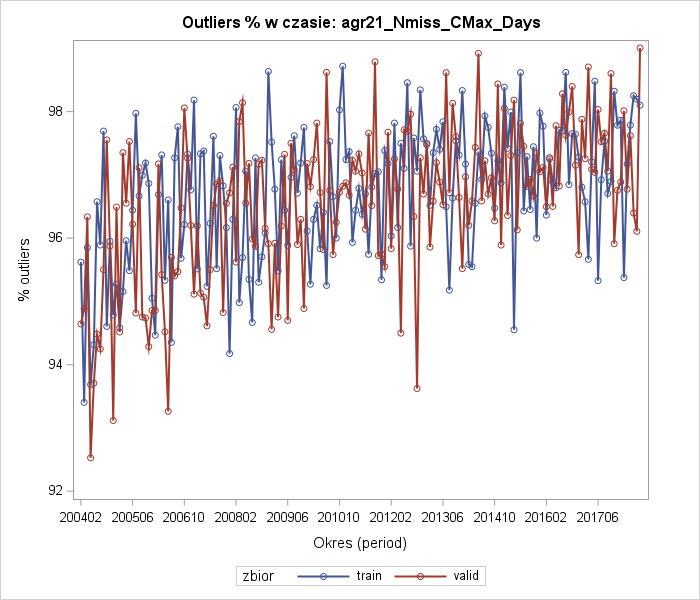 Outliers % w czasie: agr21_Nmiss_CMax_Days
% outliers
98
96
94
92
200402 200506 200610 200802 200906 201010 201202 201306 201410 201602 201706
Okres (period)
zbior train valid